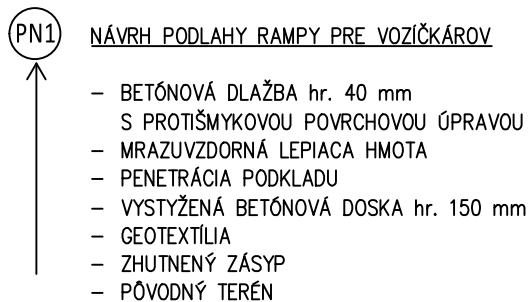 PN1 NÁVRH PODLAHY RAMPY PRE VOZÍČKÁROV
– BETÓNOVÁ DLAŽBA hr. 40 mm
S PROTIŠMYKOVOU POVRCHOVOU ÚPRAVOU
– MRAZUVZDORNÁ LEPIACA HMOTA
– PENETRÁCIA PODKLADU
– VYSTYŽENÁ BETÓNOVÁ DOSKA hr. 150 mm
– GEOTEXTÍLIA
– ZHUTNENÝ ZÁSYP
– PÔVODNÝ TERÉN